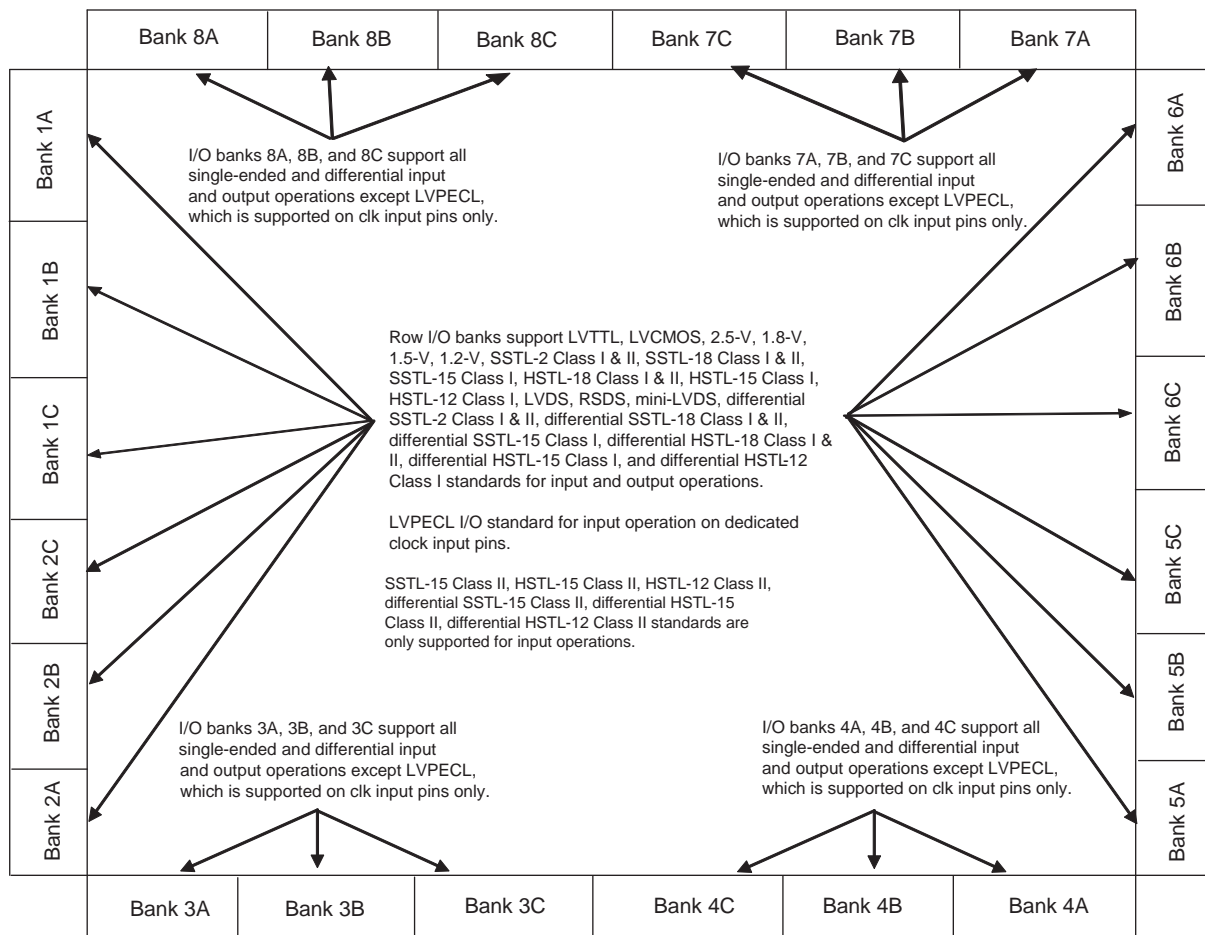 Bank 8A
Bank 8B
Bank 8C
Bank 7C
Bank 7B
Bank 7A
Bank 1A
Bank 1B
Bank 1C
Bank 2C
Bank 2B
Bank 2A
I/O banks 8A, 8B, and 8C support all
single-ended and differential input
and output operations except LVPECL,
which is supported on clk input pins only.
I/O banks 7A, 7B, and 7C support all
single-ended and differential input
and output operations except LVPECL,
which is supported on clk input pins only.
Row I/O banks support LVTTL, LVCMOS, 2.5-V, 1.8-V,
1.5-V, 1.2-V, SSTL-2 Class I & II, SSTL-18 Class I & II,
SSTL-15 Class I, HSTL-18 Class I & II, HSTL-15 Class I,
HSTL-12 Class I, LVDS, RSDS, mini-LVDS, differential
SSTL-2 Class I & II, differential SSTL-18 Class I & II,
differential SSTL-15 Class I, differential HSTL-18 Class I &
II, differential HSTL-15 Class I, and differential HSTL-12
Class I standards for input and output operations.
LVPECL I/O standard for input operation on dedicated
clock input pins.
SSTL-15 Class II, HSTL-15 Class II, HSTL-12 Class II,
differential SSTL-15 Class II, differential HSTL-15
Class II, differential HSTL-12 Class II standards are
only supported for input operations.
I/O banks 3A, 3B, and 3C support all
single-ended and differential input
and output operations except LVPECL,
which is supported on clk input pins only.
I/O banks 4A, 4B, and 4C support all
single-ended and differential input
and output operations except LVPECL,
which is supported on clk input pins only.
Bank 6A
Bank 6B
Bank 6C
Bank 5C
Bank 5B
Bank 5A
Bank 3A
Bank 3B
Bank 3C
Bank 4C
Bank 4B
Bank 4A